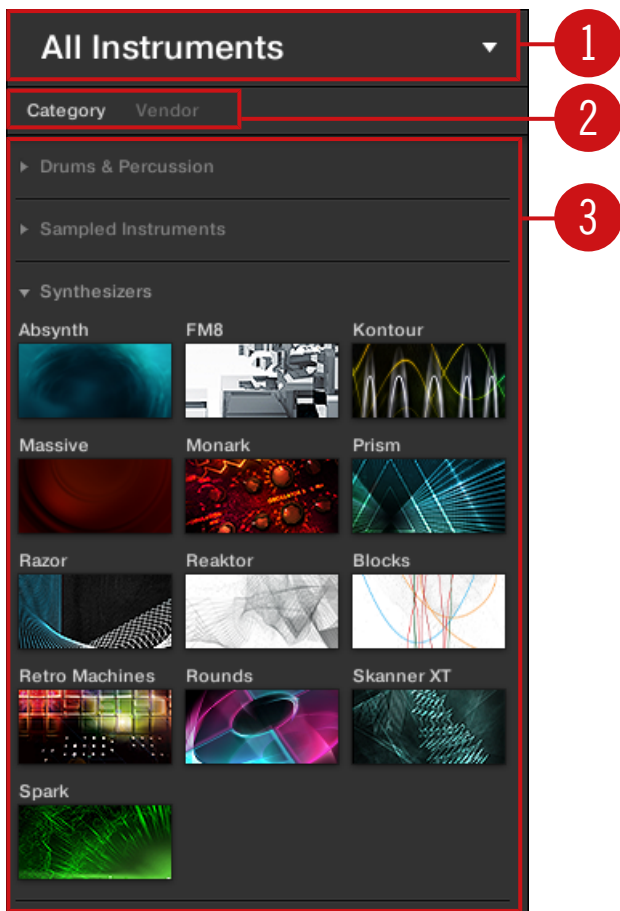 All Instruments
1
Category Vendor
2
Drums & Percussion
3
Sampled Instruments
Synthesizers
Absynth FM8 Kontour
Massive Monark Prism
Razor Reaktor Blocks
Retro Machines Rounds Skanner XT
Spark